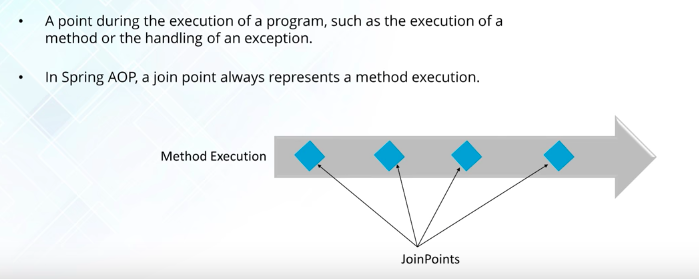 • A point during the execution of a program, such as the execution of a
method or the handling of an exception.
• In Spring AOP, a join point always represents a method execution.
Method Execution
JoinPoints